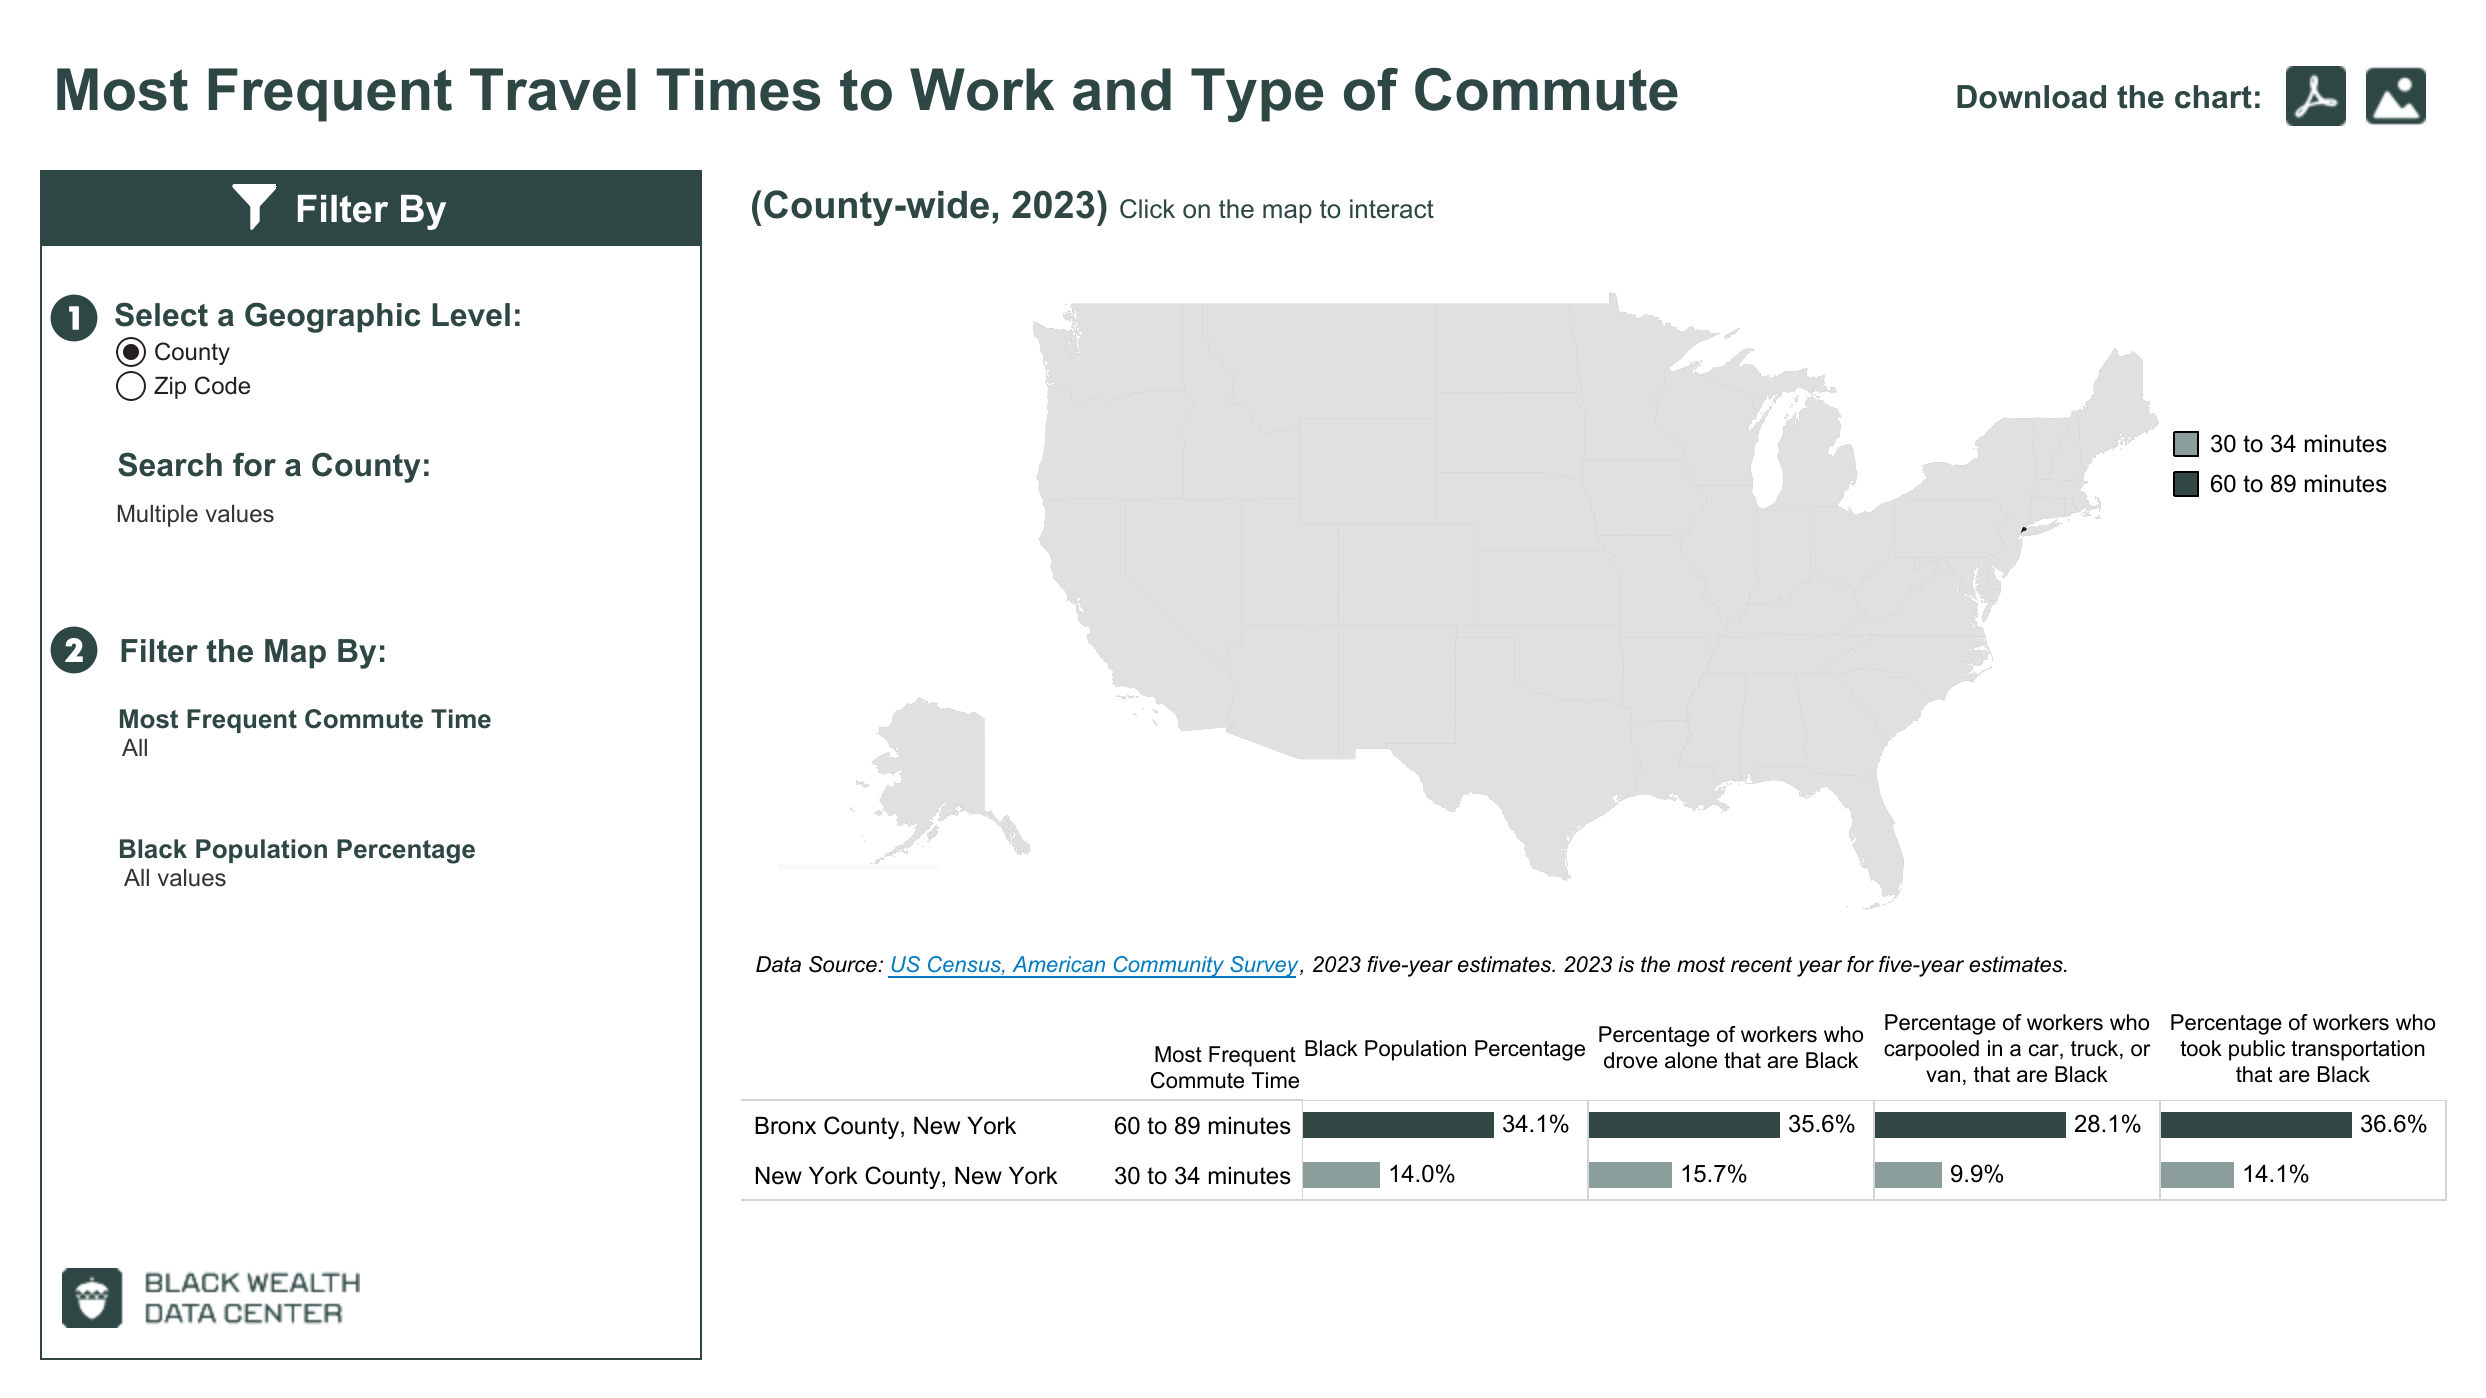 Most Frequent Travel Times to Work and Type of Commute
Download the chart:
Filter By
1 Select a Geographic Level:
County
Zip Code
Search for a County:
Multiple values
2 Filter the Map By:
Most Frequent Commute Time
All
Black Population Percentage
All values
BLACK WEALTH
DATA CENTER
(County-wide, 2023) Click on the map to interact
30 to 34 minutes
60 to 89 minutes
Data Source: US Census, American Community Survey, 2023 five-year estimates. 2023 is the most recent year for five-year estimates.
Most Frequent
Commute Time
Black Population Percentage
Percentage of workers who
drove alone that are Black
Percentage of workers who
carpooled in a car, truck, or
van, that are Black
Percentage of workers who
took public transportation
that are Black
Bronx County, New York 60 to 89 minutes 34.1% 35.6% 28.1% 36.6%
New York County, New York 30 to 34 minutes 14.0% 15.7% 9.9% 14.1%